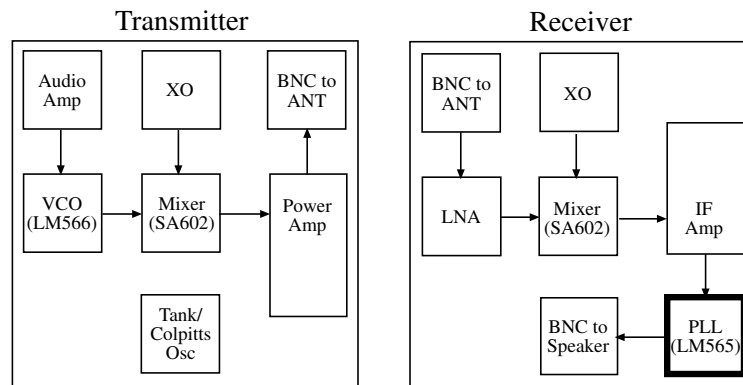 Transmitter
Audio
Amp
XO
BNC to
ANT
VCO
(LM566)
Mixer
(SA602)
Power
Amp
Tank/
Colpitts
Osc
Receiver
BNC to
ANT
XO
LNA
Mixer
(SA602)
IF
Amp
BNC to
Speaker
PLL
(LM565)